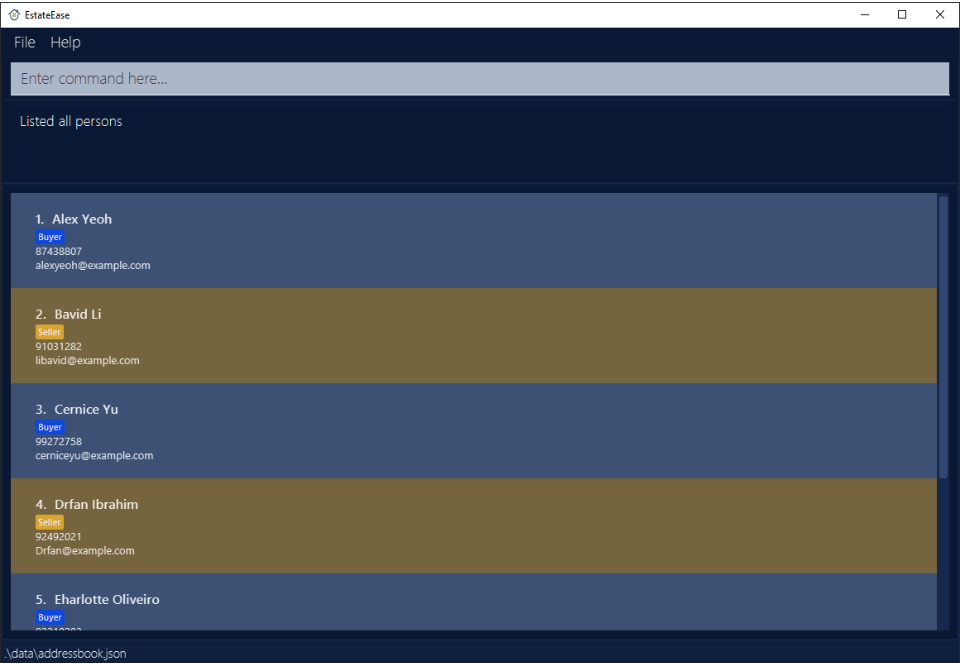 EstateEase
File Help
Enter command here...
Listed all persons
1. Alex Yeoh
Buyer
87438807
alexyeoh@example.com
2. Bavid Li
Seller
91031282
libavid@example.com
3. Cernice Yu
Buyer
99272758
cerniceyu@example.com
4. Drfan Ibrahim
Seller
92492021
Drfan@example.com
5. Eharlotte Oliveiro
Buyer
.\data\addressbook.json